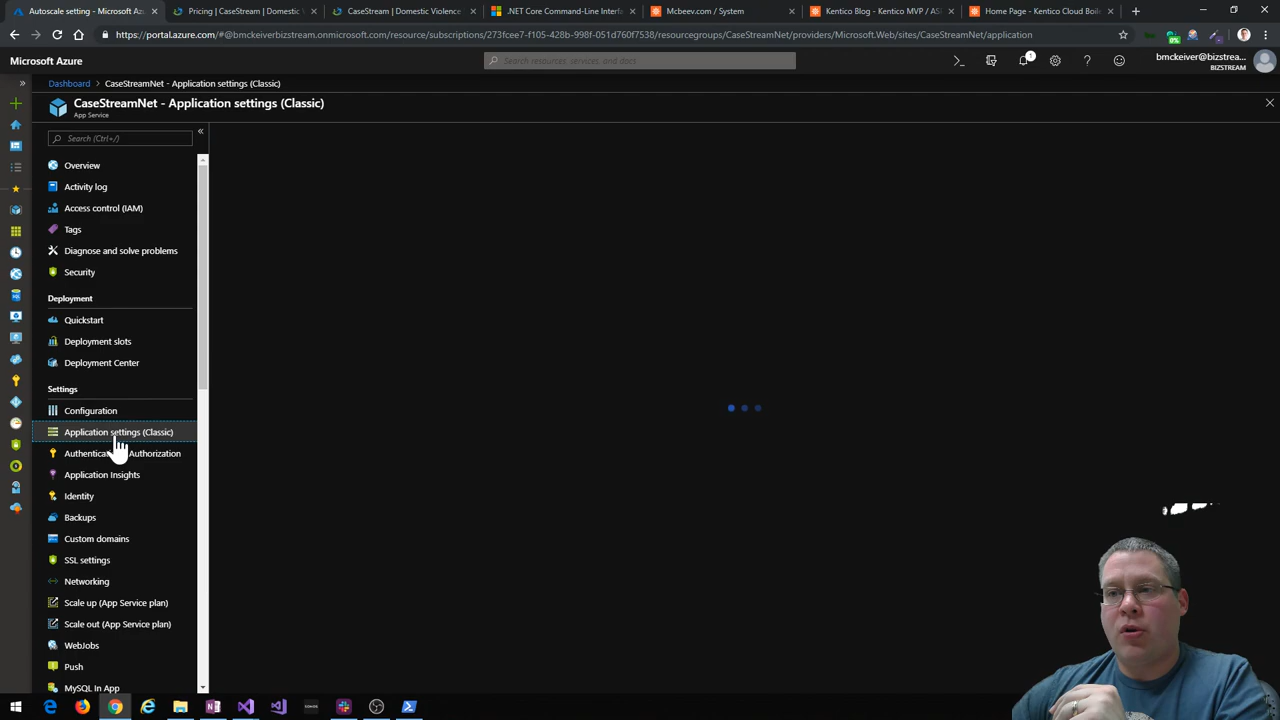 Autoscale setting - Microsoft Az
Pricing | CaseStream | Domestic V
CaseStream | Domestic Violence
.NET Core Command-Line Interf
Mcbeev.com / System
Kentico Blog - Kentico MVP / AS
Home Page - Kentico Cloud Boil
https://portal.azure.com/#@bmckeiverbizstream.onmicrosoft.com/resource/subscriptions/273fcee7-f105-428b-998f-051d760f7538/resourcegroups/CaseStreamNet/providers/Microsoft.Web/sites/CaseStreamNet/application
Microsoft Azure
Search resources, services, and docs
1
bmckeiver@bizstrea...
BIZSTREAM
Dashboard > CaseStreamNet - Application settings (Classic)
CaseStreamNet - Application settings (Classic)
App Service
Search (Ctrl+/)
Overview
Activity log
Access control (IAM)
Tags
Diagnose and solve problems
Security
Deployment
Quickstart
Deployment slots
Deployment Center
Settings
Configuration
Application settings (Classic)
Authentica Authorization
Application Insights
Identity
Backups
Custom domains
SSL settings
Networking
Scale up (App Service plan)
Scale out (App Service plan)
WebJobs
Push
MySQL In App